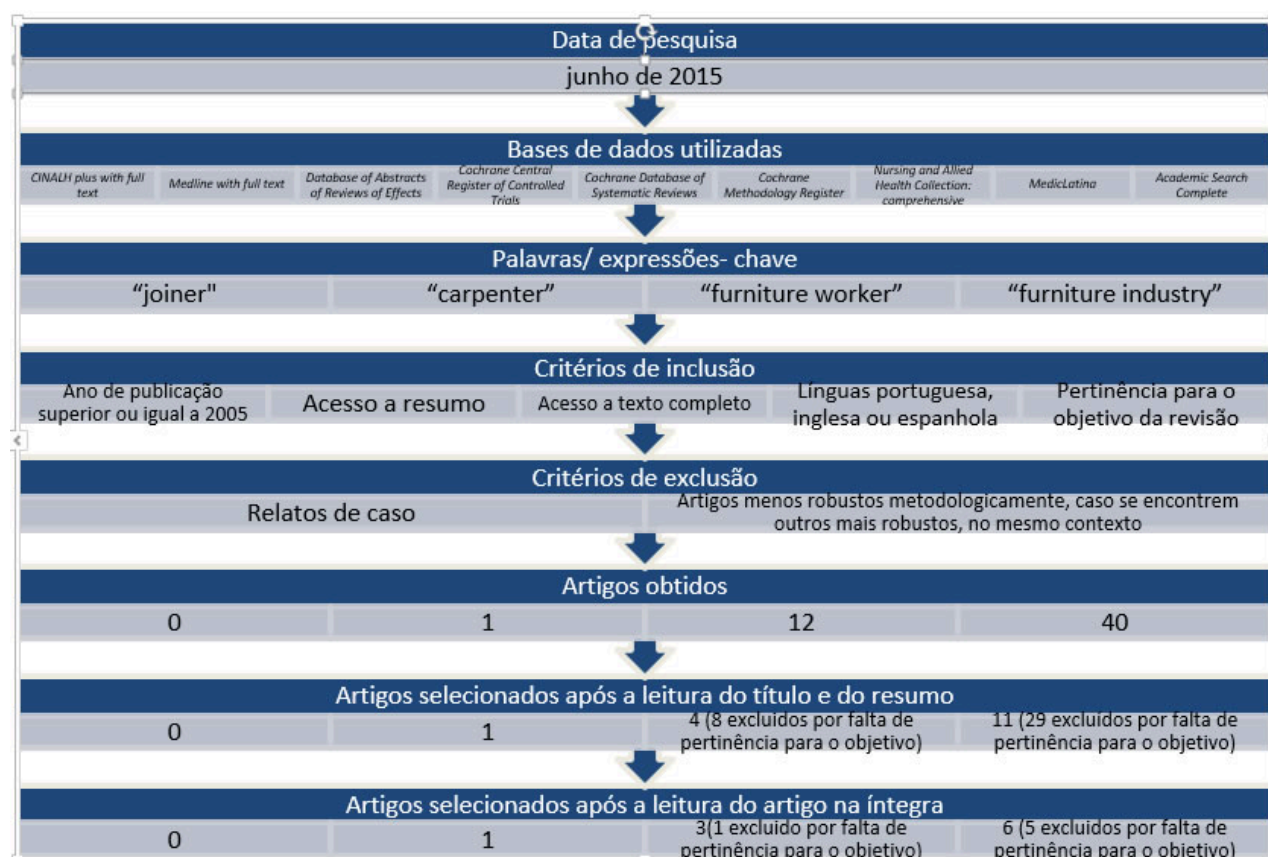 Data de pesquisa
junho de 2015
Bases de dados utilizadas
CINALH plus with full
text
Medline with full text
Database of Abstracts
of Reviews of Effects
Cochrane Central
Register of Controlled
Trials
Cochrane Database of
Systematic Reviews
Cochrane
Methodology Register
Nursing and Allied
Health Collection:
comprehensive
MedicLatina
Academic Search
Complete
Palavras/ expressões- chave
“joiner"
“carpenter”
“furniture worker”
“furniture industry”
Critérios de inclusão
Ano de publicação
superior ou igual a 2005
Acesso a resumo
Acesso a texto completo
Línguas portuguesa,
inglesa ou espanhola
Pertinência para o
objetivo da revisão
Critérios de exclusão
Relatos de caso
Artigos menos robustos metodologicamente, caso se encontrem
outros mais robustos, no mesmo contexto
Artigos obtidos
0
1
12
40
Artigos selecionados após a leitura do título e do resumo
0
1
4 (8 excluidos por falta de
pertinência para o objetivo)
11 (29 excluídos por falta de
pertinência para o objetivo)
Artigos selecionados após a leitura do artigo na íntegra
0
1
3(1 excluido por falta de
pertinência para o objetivo)
6 (5 excluidos por falta de
pertinência para o objetivo)